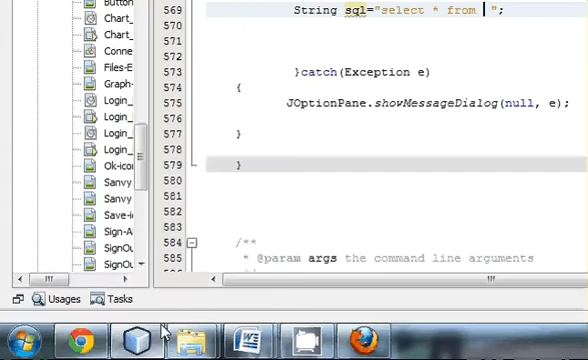 Button
Chart_
Chart_
Conne
Files-E
Graph-
Login_
Login_
Login_
Login_
Ok-icon
Sanvy
Sanvy
Save-i
Sign-A
SignOu
SignOu
569 String sql="select * from ";
570
571
572
573 }catch(Exception e)
574 {
575 JOptionPane.showMessageDialog(null, e);
576
577 }
578
579 }
580
581
582
583
584 /**
585 * @param args the command line arguments
Usages Tasks